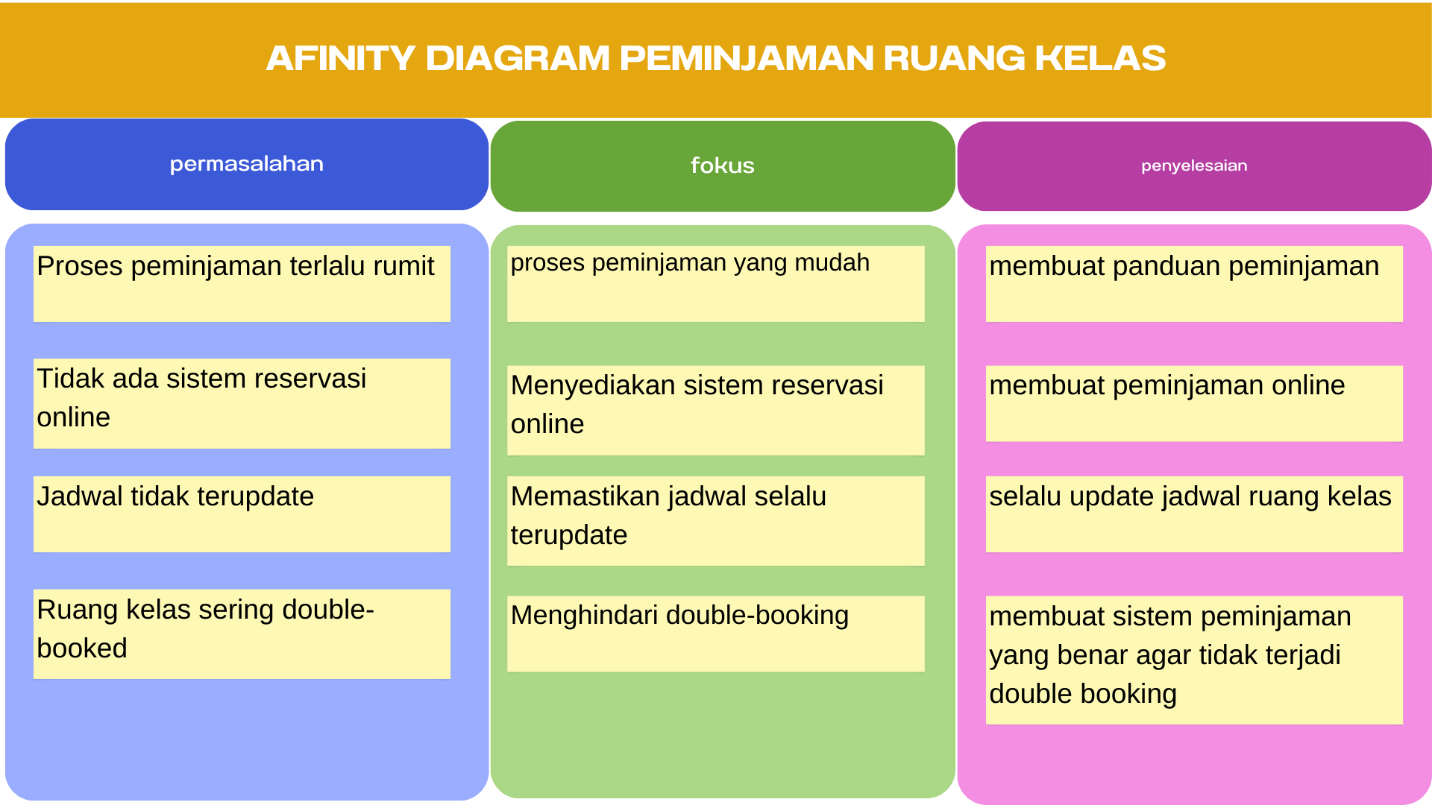 AFINITY DIAGRAM PEMINJAMAN RUANG KELAS
permasalahan
fokus
penyelesaian
Proses peminjaman terlalu rumit
proses peminjaman yang mudah
membuat panduan peminjaman
Tidak ada sistem reservasi
online
Menyediakan sistem reservasi
online
membuat peminjaman online
Jadwal tidak terupdate
Memastikan jadwal selalu
terupdate
selalu update jadwal ruang kelas
Ruang kelas sering double-
booked
Menghindari double-booking
membuat sistem peminjaman
yang benar agar tidak terjadi
double booking